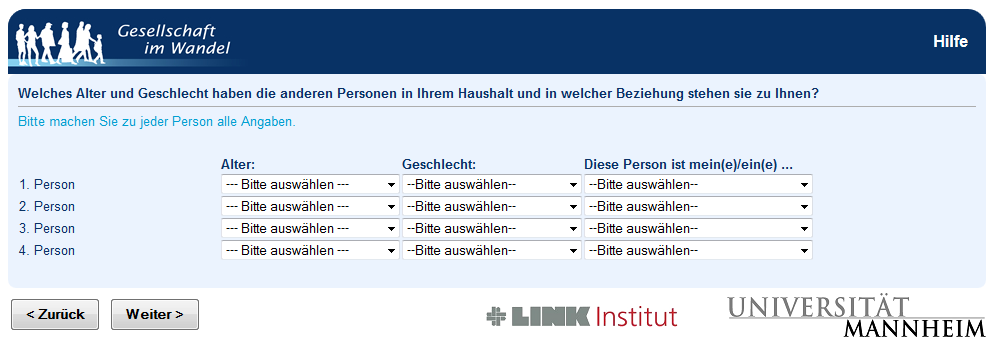 Gesellschaft
im Wandel
Hilfe
Welches Alter und Geschlecht haben die anderen Personen in Ihrem Haushalt und in welcher Beziehung stehen sie zu Ihnen?
Bitte machen Sie zu jeder Person alle Angaben.
Alter: Geschlecht: Diese Person ist mein(e)/ein(e) ...
1. Person --- Bitte auswählen --- --Bitte auswählen-- --Bitte auswählen--
2. Person --- Bitte auswählen --- --Bitte auswählen-- --Bitte auswählen--
3. Person --- Bitte auswählen --- --Bitte auswählen-- --Bitte auswählen--
4. Person --- Bitte auswählen --- --Bitte auswählen-- --Bitte auswählen--
< Zurück Weiter > LINK Institut UNIVERSITÄT
MANNHEIM